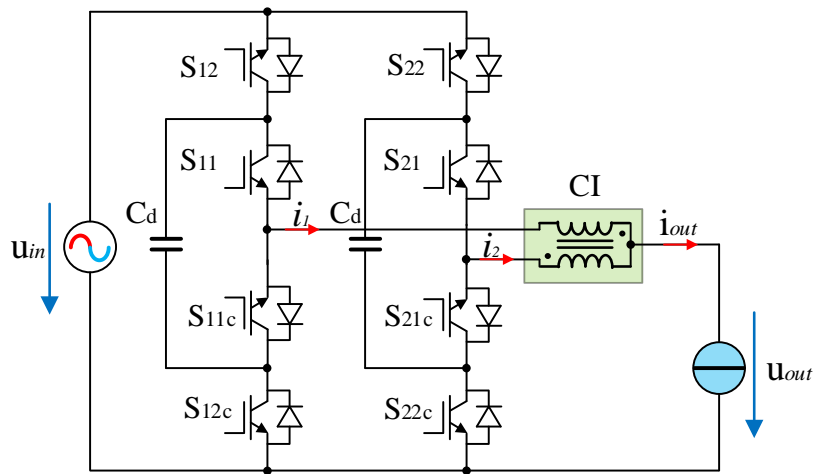 S12
S22
S11
S21
CI
Cd
i1
Cd
iout
uin
i2
S11c
S21c
uout
S12c
S22c